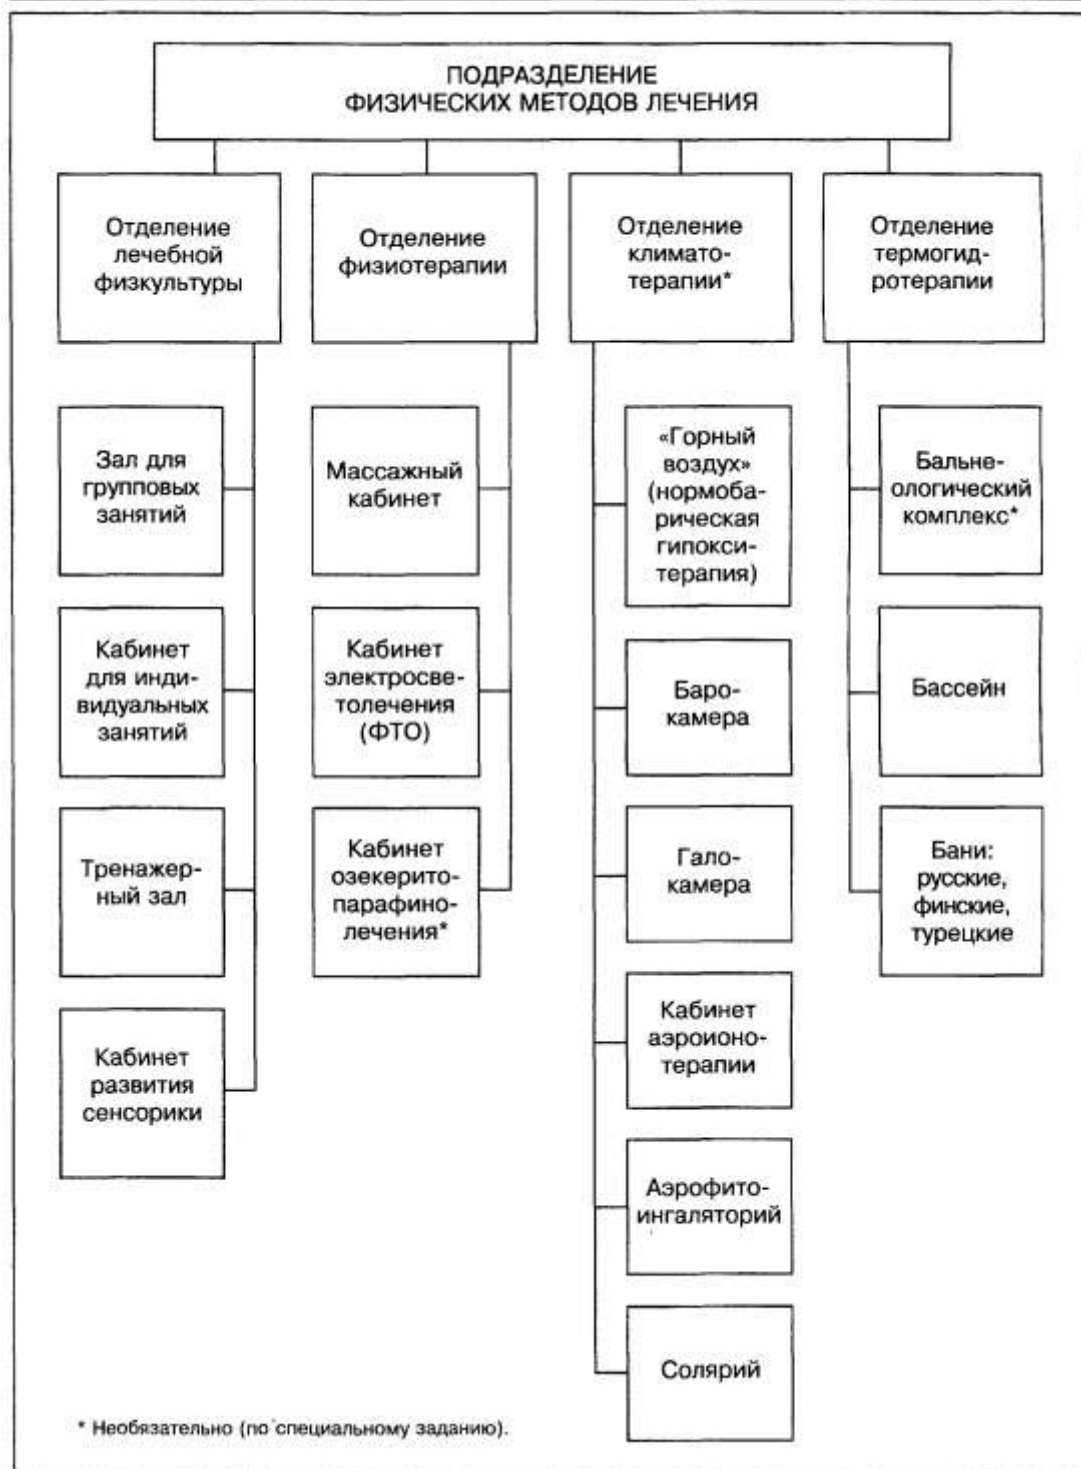 ПОДРАЗДЕЛЕНИЕ
ФИЗИЧЕСКИХ МЕТОДОВ ЛЕЧЕНИЯ
Отделение
лечебной
физкультуры
Отделение
физиотерапии
Отделение
климато-
терапии*
Отделение
термогид-
ротерапии
Зал для
групповых
занятий
Кабинет
для инди-
видуальных
занятий
Тренажер-
ный зал
Кабинет
развития
сенсорики
Массажный
кабинет
Кабинет
электросве-
толечения
(ФТО)
Кабинет
озекерито-
парафино-
лечения*
«Горный
воздух»
(нормоба-
рическая
гипокси-
терапия)
Баро-
камера
Гало-
камера
Кабинет
аэроионо-
терапии
Аэрофито-
ингаляторий
Солярий
Бальне-
ологический
комплекс*
Бассейн
Бани:
русские,
финские,
турецкие
* Необязательно (по специальному заданию).